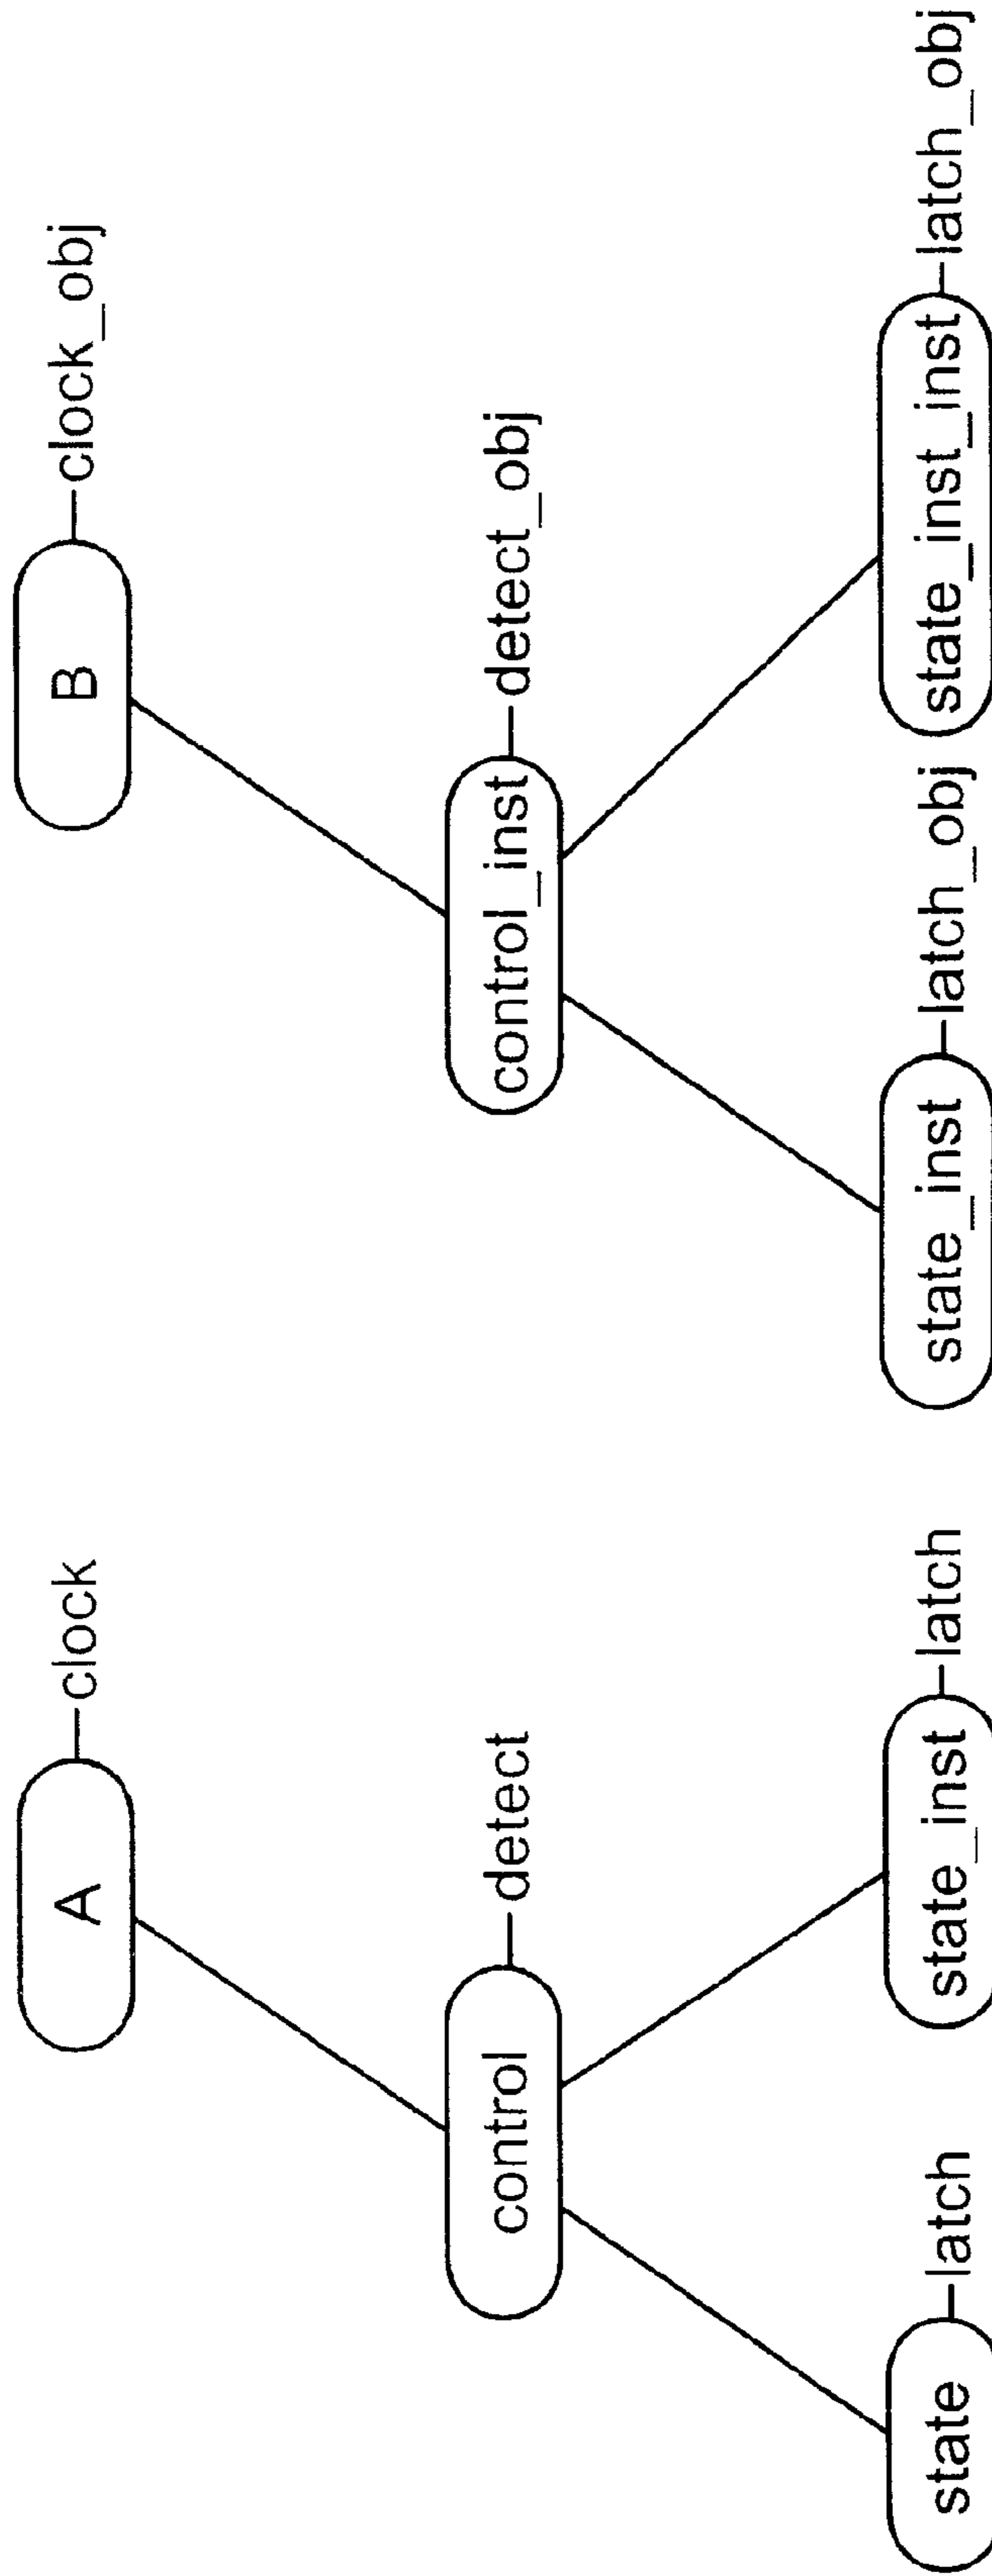 A
clock
control
detect
state
latch
state_inst
latch
B
clock_obj
control_inst
detect_obj
state_inst
latch_obj
state_inst_inst
latch_obj